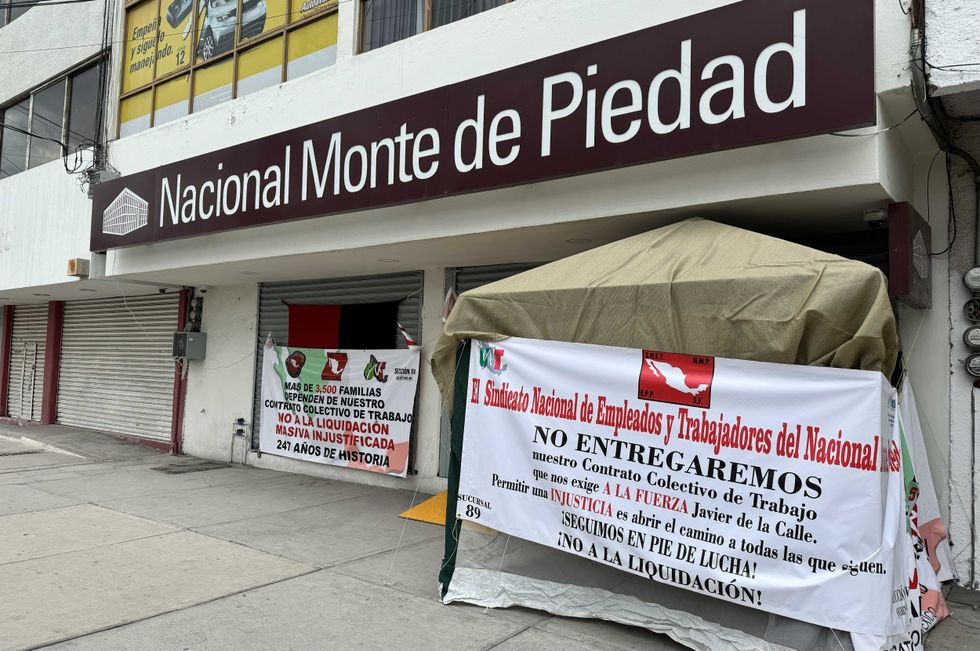 Empeña
y sigue
manejando.
12
Nacional Monte de Piedad
SECCIÓN XV
MAS DE 3,500 FAMILIAS
DEPENDEN DE NUESTRO
CONTRATO COLECTIVO DE TRABAJO
NO A LA LIQUIDACIÓN
MASIVA INJUSTIFICADA
247 AÑOS DE HISTORIA
S.N.E.T. N.M.P.
F.P.P. S.F.
El Sindicato Nacional de Empleados y Trabajadores del Nacional
NO ENTREGAREMOS
nuestro Contrato Colectivo de Trabajo
que nos exige A LA FUERZA Javier de la Calle.
Permitir una INJUSTICIA es abrir el camino a todas las que siguen.
¡SEGUIMOS EN PIE DE LUCHA!
¡NO A LA LIQUIDACIÓN!
SUCURSAL
89